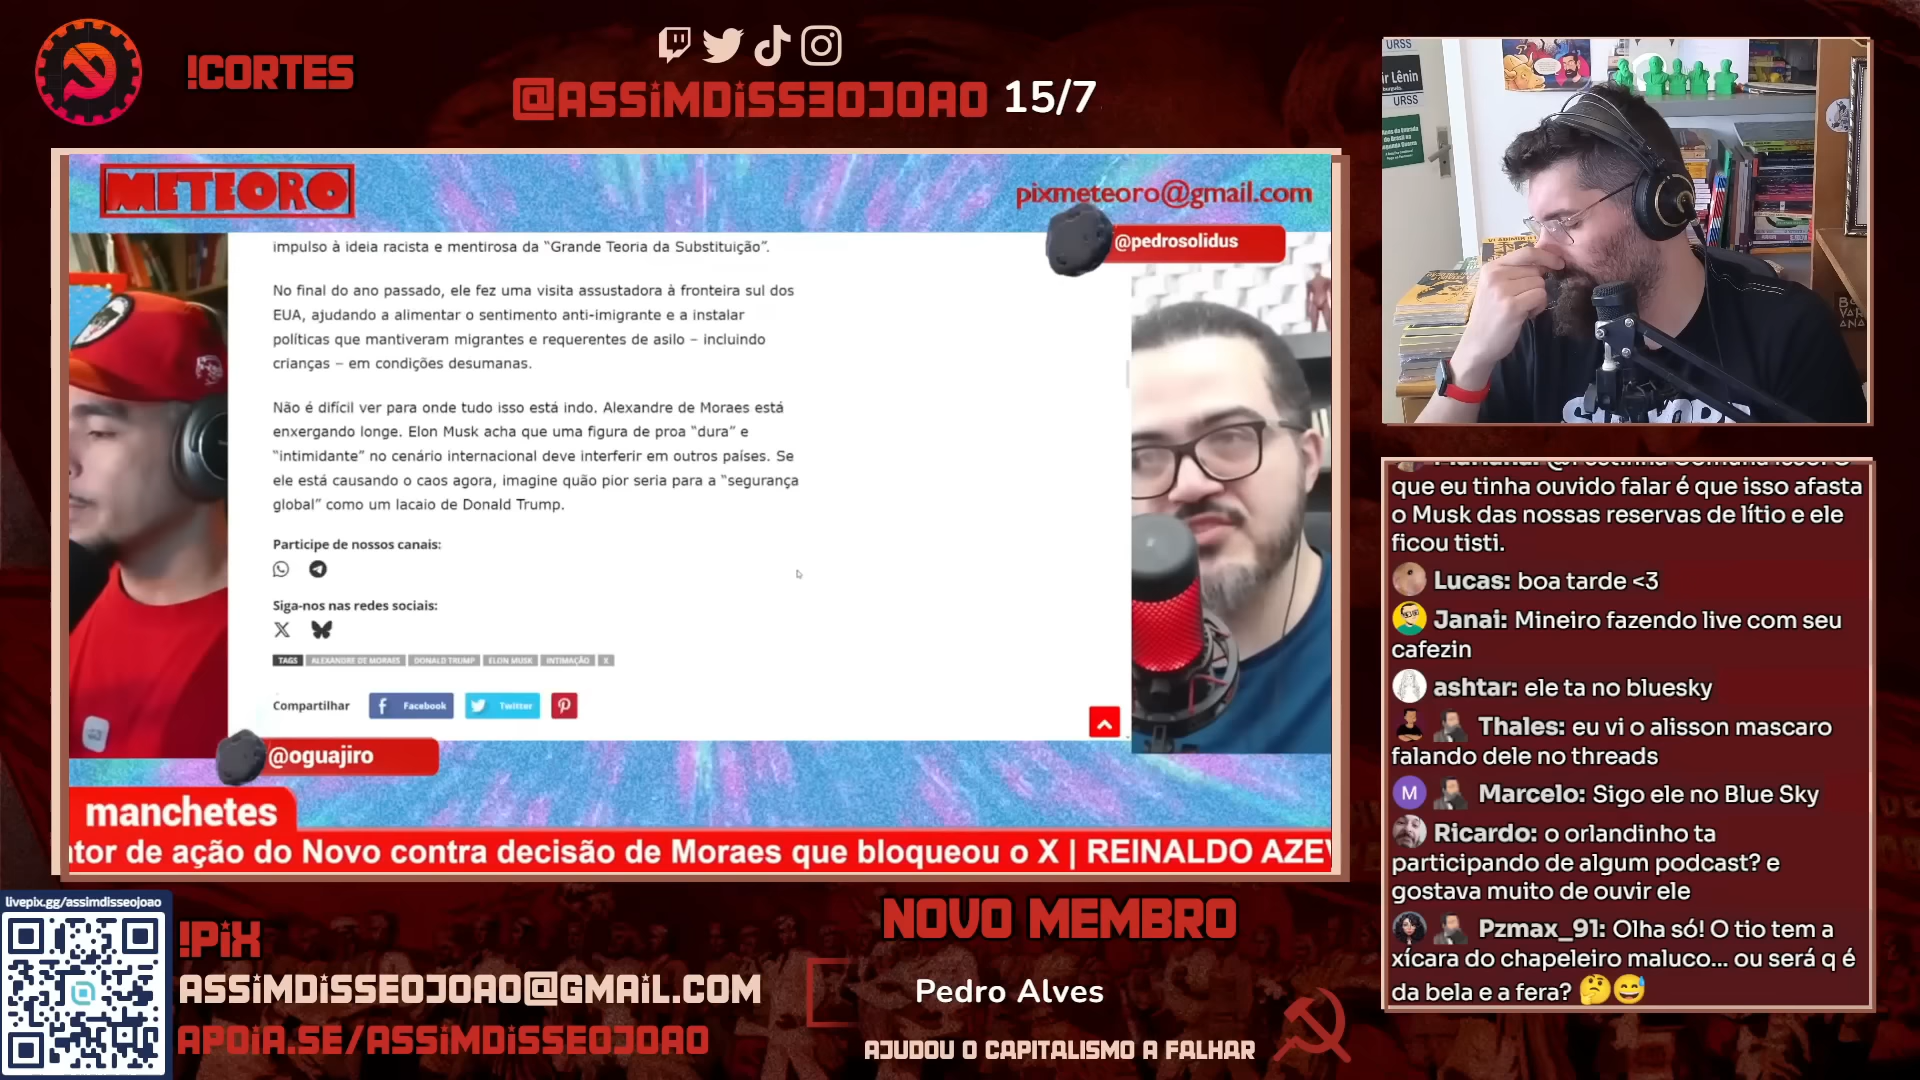 !CORTES
@ASSIMDISSEOJOAO 15/7
METEORO
pixmeteoro@gmail.com
@pedrosolidus
impulso à ideia racista e mentirosa da “Grande Teoria da Substituição”.
No final do ano passado, ele fez uma visita assustadora à fronteira sul dos
EUA, ajudando a alimentar o sentimento anti-imigrante e a instalar
políticas que mantiveram migrantes e requerentes de asilo – incluindo
crianças – em condições desumanas.
Não é difícil ver para onde tudo isso está indo. Alexandre de Moraes está
enxergando longe. Elon Musk acha que uma figura de proa “dura” e
“intimidante” no cenário internacional deve interferir em outros países. Se
ele está causando o caos agora, imagine quão pior seria para a “segurança
global” como um lacaio de Donald Trump.
Participe de nossos canais:
Siga-nos nas redes sociais:
TAGS ALEXANDRE DE MORAES DONALD TRUMP ELON MUSK INTIMAÇÃO X
Compartilhar Facebook Twitter
@oguajiro
manchetes
tor de ação do Novo contra decisão de Moraes que bloqueou o X | REINALDO AZEV
livepix.gg/assimdisseojoao
!PIX
ASSIMDISSEOJOAO@GMAIL.COM
APOIA.SE/ASSIMDISSEOJOAO
NOVO MEMBRO
Pedro Alves
AJUDOU O CAPITALISMO A FALHAR
URSS
ir Lênin
URSS
que eu tinha ouvido falar é que isso afasta
o Musk das nossas reservas de lítio e ele
ficou tisti.
Lucas: boa tarde <3
Janai: Mineiro fazendo live com seu
cafezin
ashtar: ele ta no bluesky
Thales: eu vi o alisson mascaro
falando dele no threads
M Marcelo: Sigo ele no Blue Sky
Ricardo: o orlandinho ta
participando de algum podcast? e
gostava muito de ouvir ele
Pzmax_91: Olha só! O tio tem a
xícara do chapeleiro maluco... ou será q é
da bela e a fera? 🤔😅